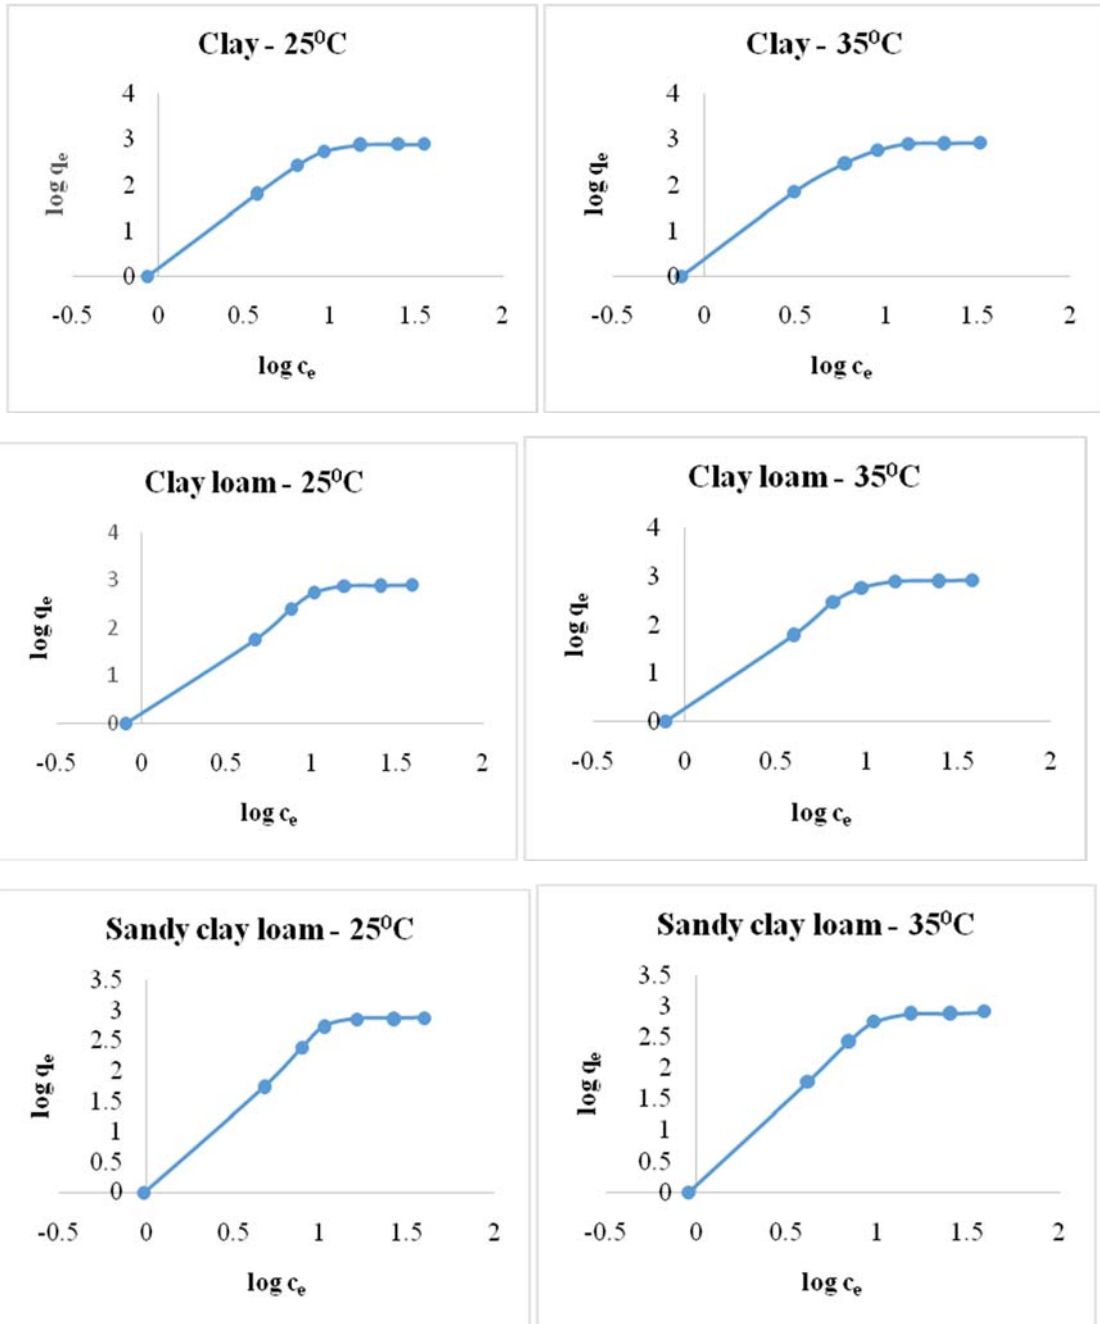 Clay - 25⁰C
4
3
2
1
0
-0.5 0 0.5 1 1.5 2
log qₑ
log cₑ
Clay - 35⁰C
4
3
2
1
0
-0.5 0 0.5 1 1.5 2
log qₑ
log cₑ
Clay loam - 25⁰C
4
3
2
1
0
-0.5 0 0.5 1 1.5 2
log qₑ
log cₑ
Clay loam - 35⁰C
4
3
2
1
0
-0.5 0 0.5 1 1.5 2
log qₑ
log cₑ
Sandy clay loam - 25⁰C
3.5
3
2.5
2
1.5
1
0.5
0
-0.5 0 0.5 1 1.5 2
log qₑ
log cₑ
Sandy clay loam - 35⁰C
3.5
3
2.5
2
1.5
1
0.5
0
-0.5 0 0.5 1 1.5 2
log qₑ
log cₑ